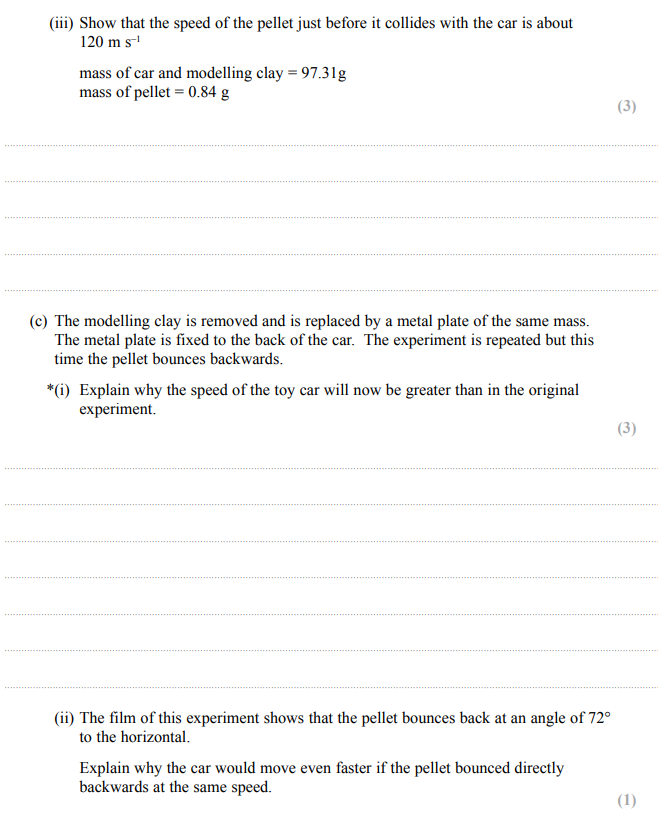 (iii) Show that the speed of the pellet just before it collides with the car is about
120 m s⁻¹
mass of car and modelling clay = 97.31g
mass of pellet = 0.84 g
(3)
(c) The modelling clay is removed and is replaced by a metal plate of the same mass.
The metal plate is fixed to the back of the car. The experiment is repeated but this
time the pellet bounces backwards.
*(i) Explain why the speed of the toy car will now be greater than in the original
experiment.
(3)
(ii) The film of this experiment shows that the pellet bounces back at an angle of 72°
to the horizontal.
Explain why the car would move even faster if the pellet bounced directly
backwards at the same speed.
(1)